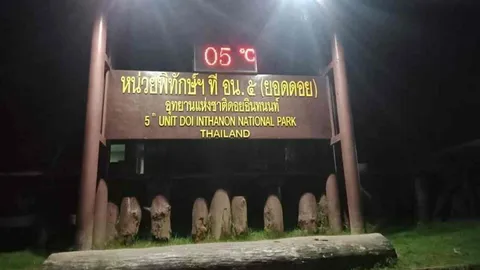 05 °C
หน่วยพิทักษ์ฯ ที่ อน.๕ (ยอดดอย)
อุทยานแห่งชาติดอยอินทนนท์
5th UNIT DOI INTHANON NATIONAL PARK
THAILAND